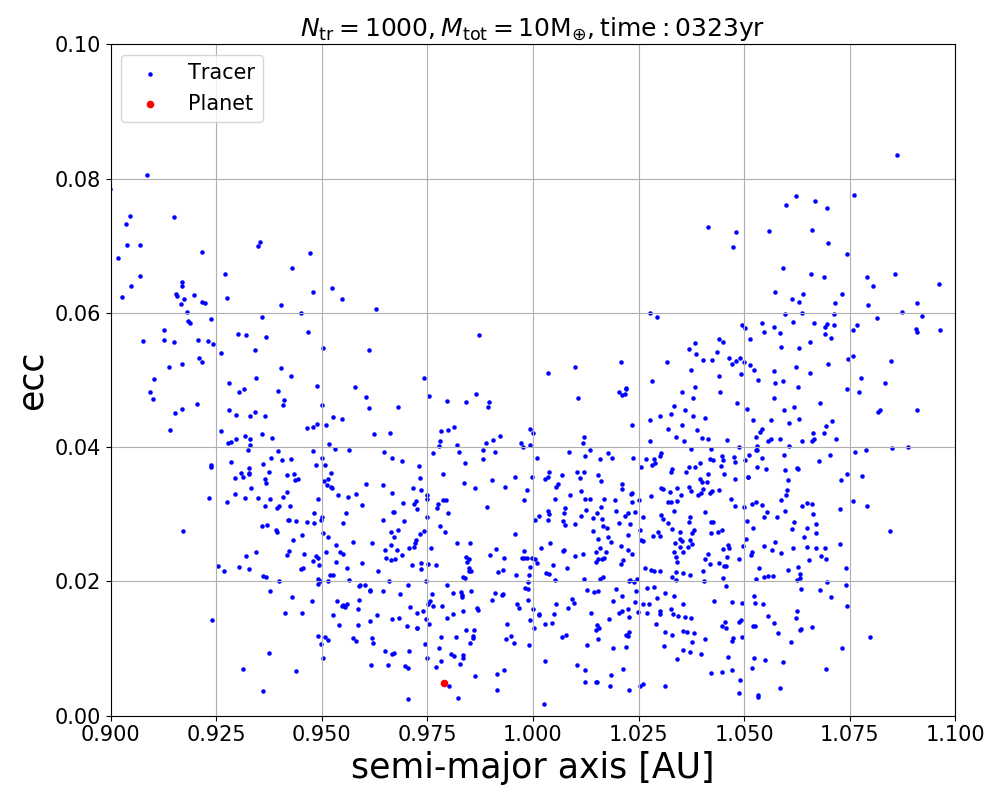 N_tr = 1000, M_tot = 10M_⊕, time : 0323yr
Tracer
Planet
0.10
0.08
0.06
0.04
0.02
0.00
ecc
0.900 0.925 0.950 0.975 1.000 1.025 1.050 1.075 1.100
semi-major axis [AU]